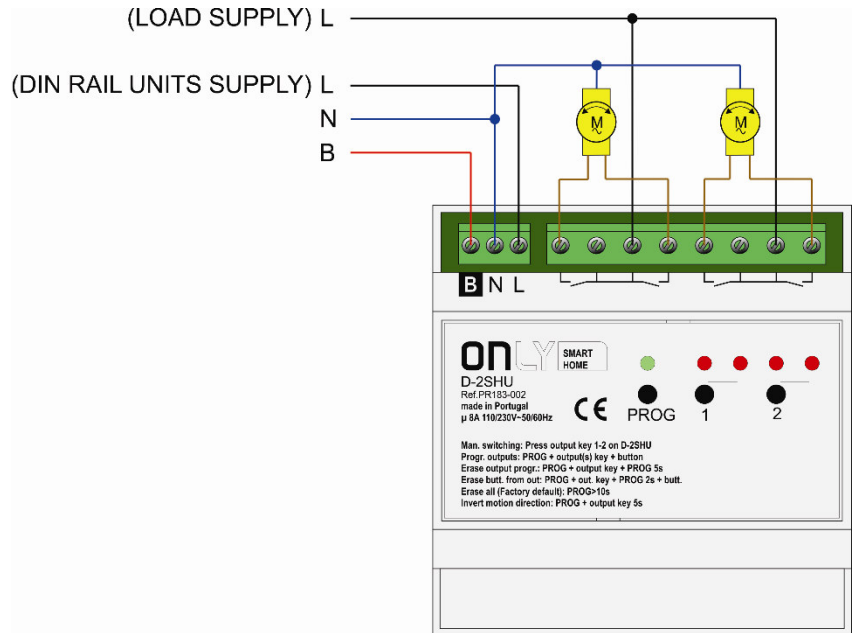 (LOAD SUPPLY) L
(DIN RAIL UNITS SUPPLY) L
N
B
M
M
B N L
ONLY SMART HOME
D-2SHU
Ref.PR183-002
made in Portugal
µ 8A 110/230V~50/60Hz
CE
PROG 1 2
Man. switching: Press output key 1-2 on D-2SHU
Progr. outputs: PROG + output(s) key + button
Erase output progr.: PROG + output key + PROG 5s
Erase butt. from out: PROG + out. key + PROG 2s + butt.
Erase all (Factory default): PROG>10s
Invert motion direction: PROG + output key 5s